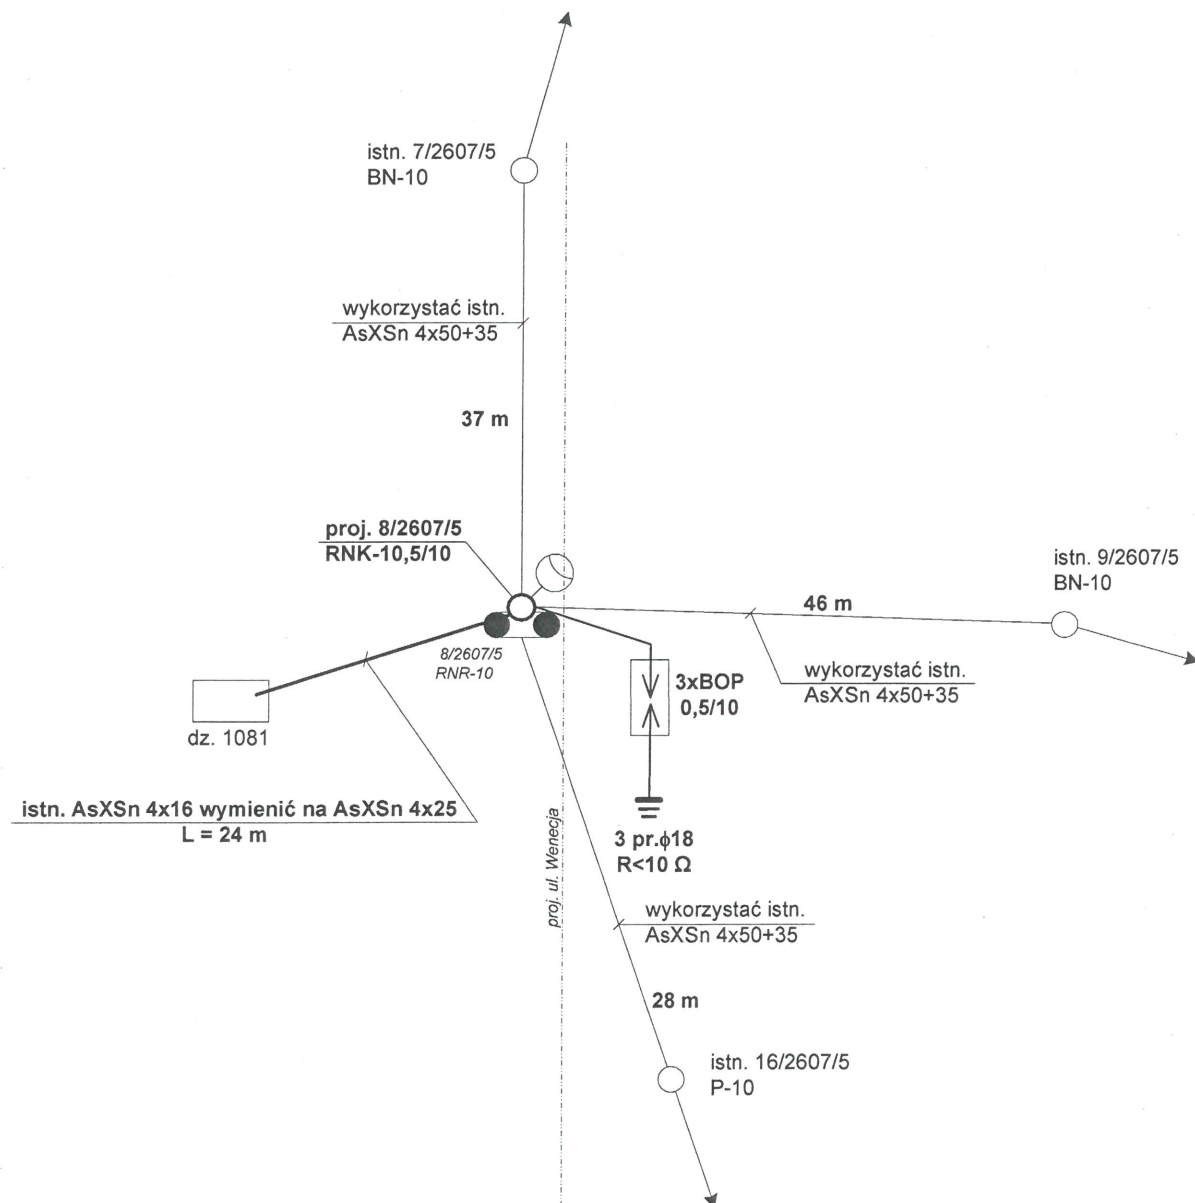 istn. 7/2607/5
BN-10
wykorzystać istn.
AsXSn 4x50+35
37 m
proj. 8/2607/5
RNK-10,5/10
istn. 9/2607/5
BN-10
46 m
8/2607/5
RNR-10
wykorzystać istn.
AsXSn 4x50+35
3xBOP
0,5/10
dz. 1081
istn. AsXSn 4x16 wymienić na AsXSn 4x25
L = 24 m
3 pr.ϕ18
R<10 Ω
proj. ul. Wenecja
wykorzystać istn.
AsXSn 4x50+35
28 m
istn. 16/2607/5
P-10